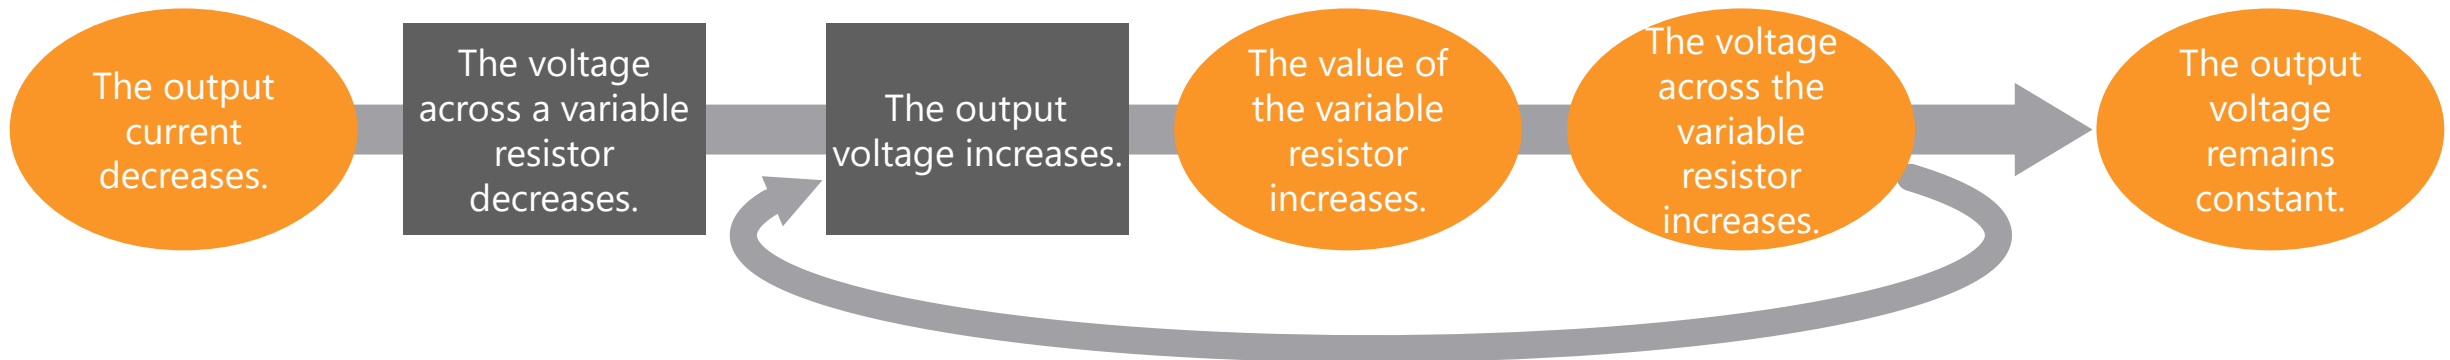 The output
current
decreases.
The voltage
across a variable
resistor
decreases.
The output
voltage increases.
The value of
the variable
resistor
increases.
The voltage
across the
variable
resistor
increases.
The output
voltage
remains
constant.